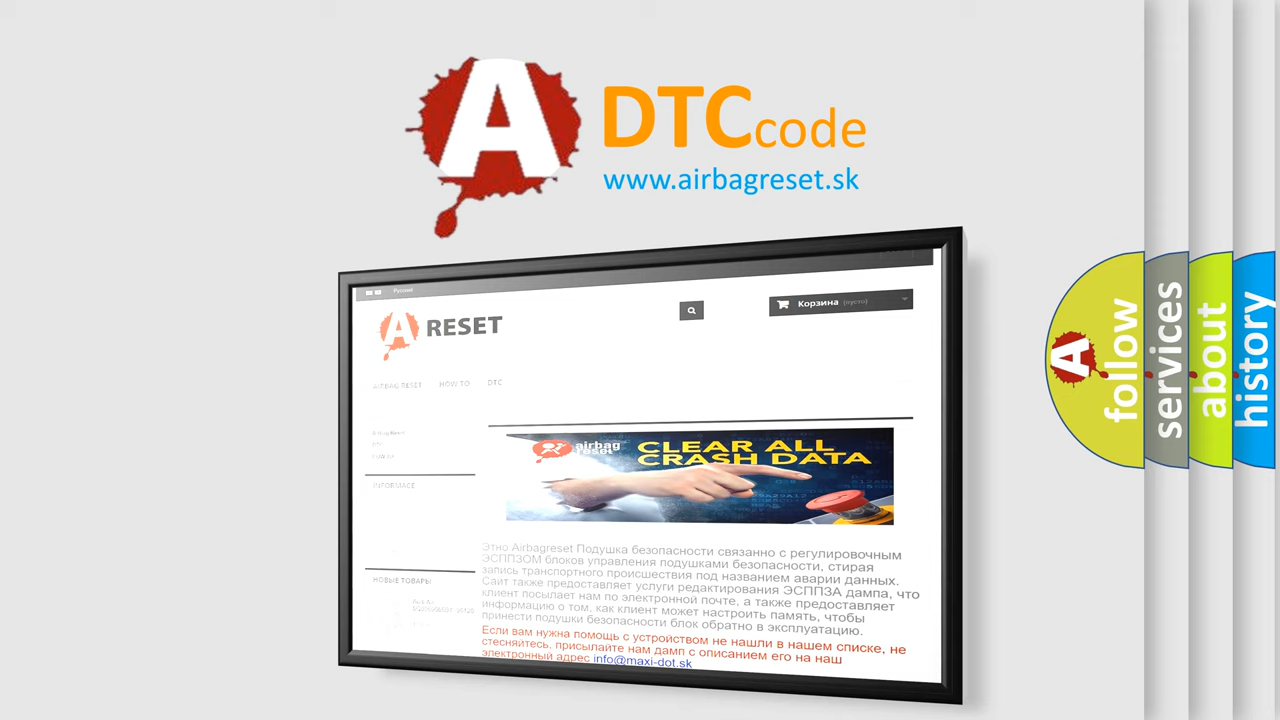 A DTC code
www.airbagreset.sk
Русский
A RESET
Корзина (пусто)
AIRBAG RESET HOW TO DTC
airbag reset
CLEAR ALL CRASH DATA
INFORMACE
НОВЫЕ ТОВАРЫ
Этно Airbagreset Подушка безопасности связанно с регулировочным
ЭСППЗОМ блоков управления подушками безопасности, стирая
запись транспортного происшествия под названием аварии данных.
Сайт также предоставляет услуги редактирования ЭСППЗА дампа, что
клиент посылает нам по электронной почте, а также предоставляет
информацию о том, как клиент может настроить память, чтобы
принести подушки безопасности блок обратно в эксплуатацию.
Если вам нужна помощь с устройством не нашли в нашем списке, не
стесняйтесь, присылайте нам дамп с описанием его на наш
электронный адрес info@maxi-dot.sk
A follow
services
about
history